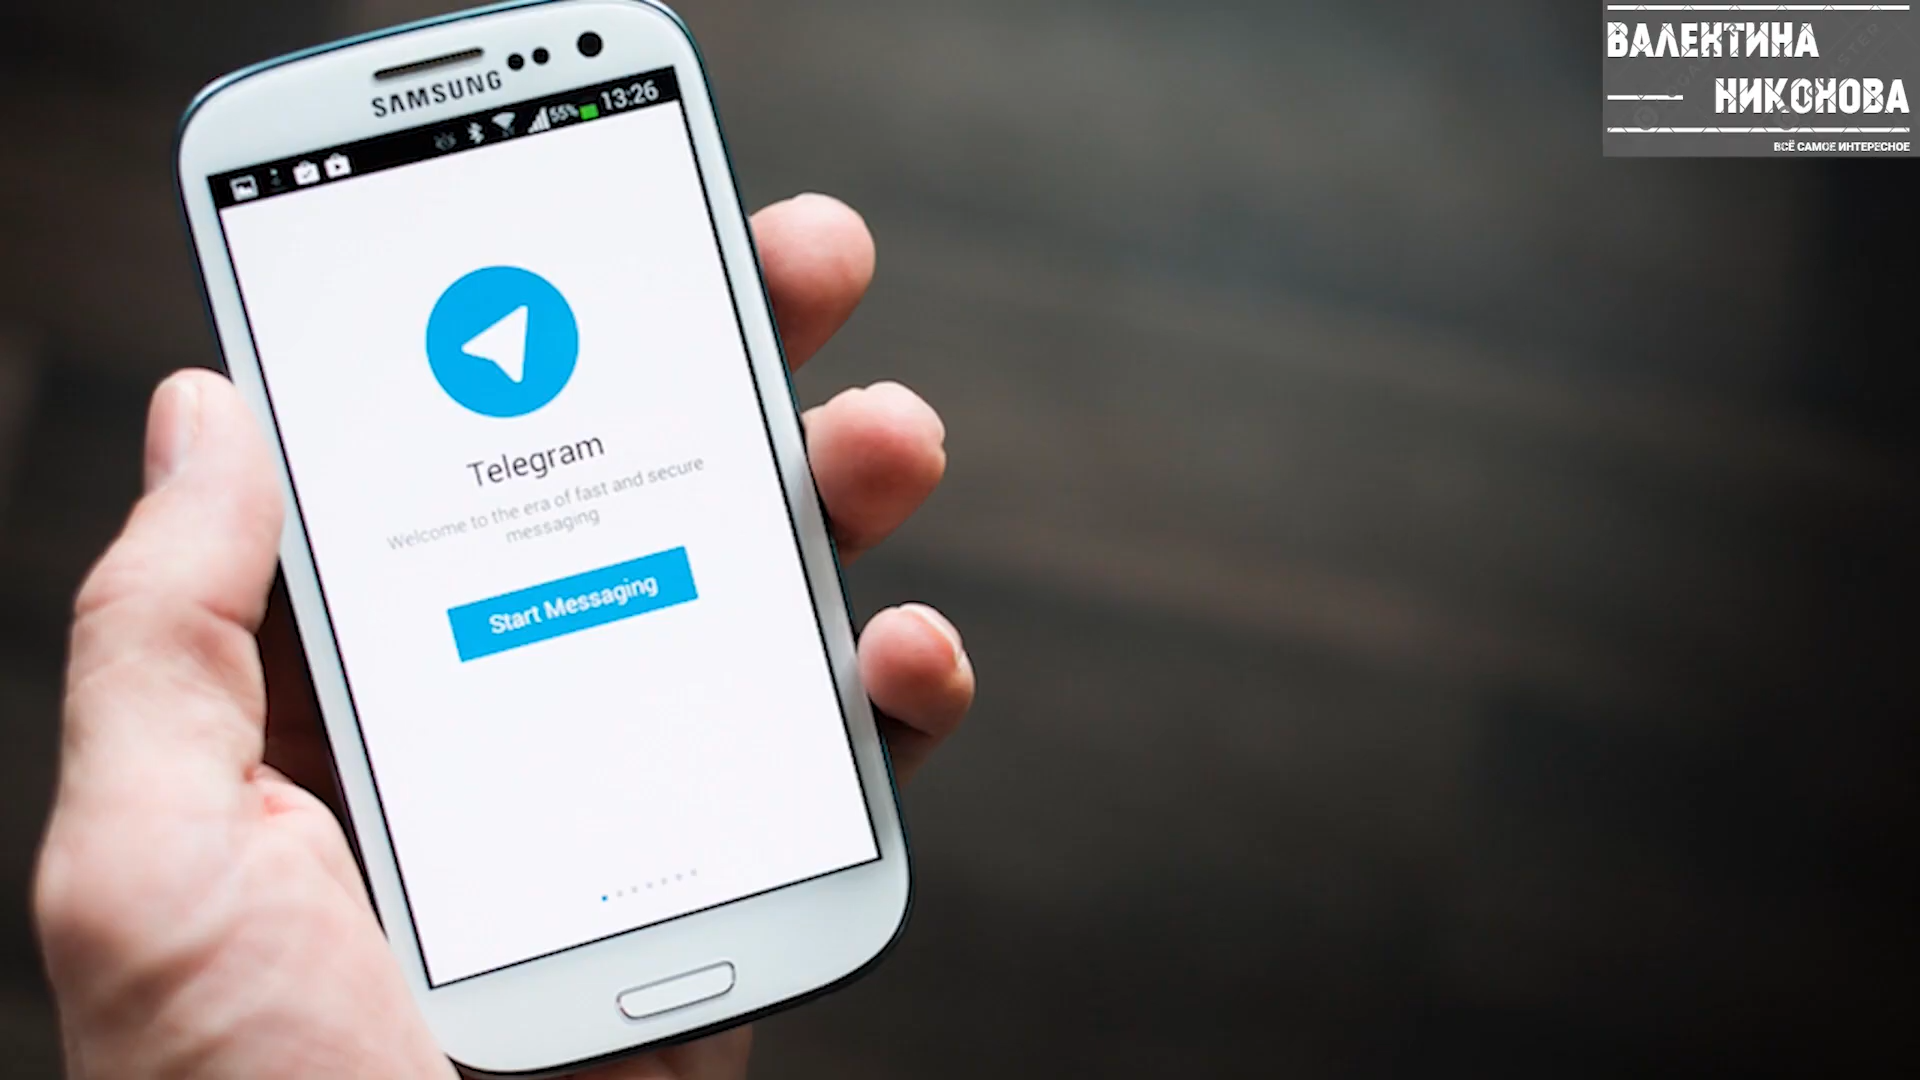 ВАЛЕНТИНА
НИКОНОВА
ВСЁ САМОЕ ИНТЕРЕСНОЕ
SAMSUNG
55% 13:26
Telegram
Welcome to the era of fast and secure
messaging
Start Messaging